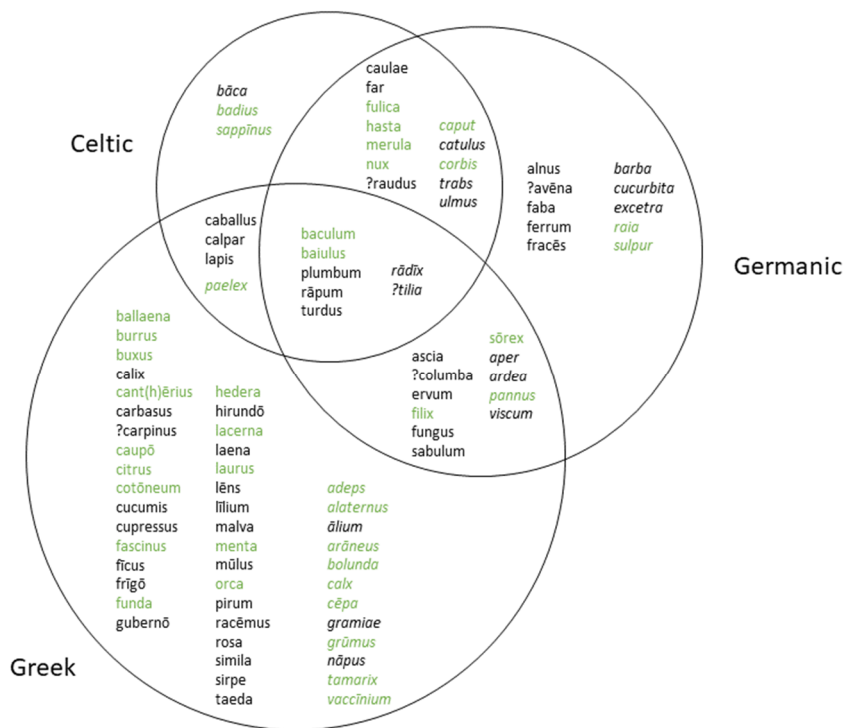 Celtic
bāca
badius
sappīnus
caulae
far
fulica
hasta
merula
nux
?raudus
caput
catulus
corbis
trabs
ulmus
Germanic
alnus
?avēna
faba
ferrum
fracēs
barba
cucurbita
excetra
raia
sulpur
caballus
calpar
lapis
paelex
baculum
baiulus
plumbum
rāpum
turdus
rādīx
?tilia
ascia
?columba
ervum
filix
fungus
sabulum
sōrex
aper
ardea
pannus
viscum
Greek
ballaena
burrus
buxus
calix
cant(h)ērius
carbasus
?carpinus
caupō
citrus
cotōneum
cucumis
cupressus
fascinus
fīcus
frīgō
funda
gubernō
hedera
hirundō
lacerna
laena
laurus
lēns
līlium
malva
menta
mūlus
orca
pirum
racēmus
rosa
simila
sirpe
taeda
adeps
alaternus
ālium
arāneus
bolunda
calx
cēpa
gramiae
grūmus
nāpus
tamarix
vaccīnium